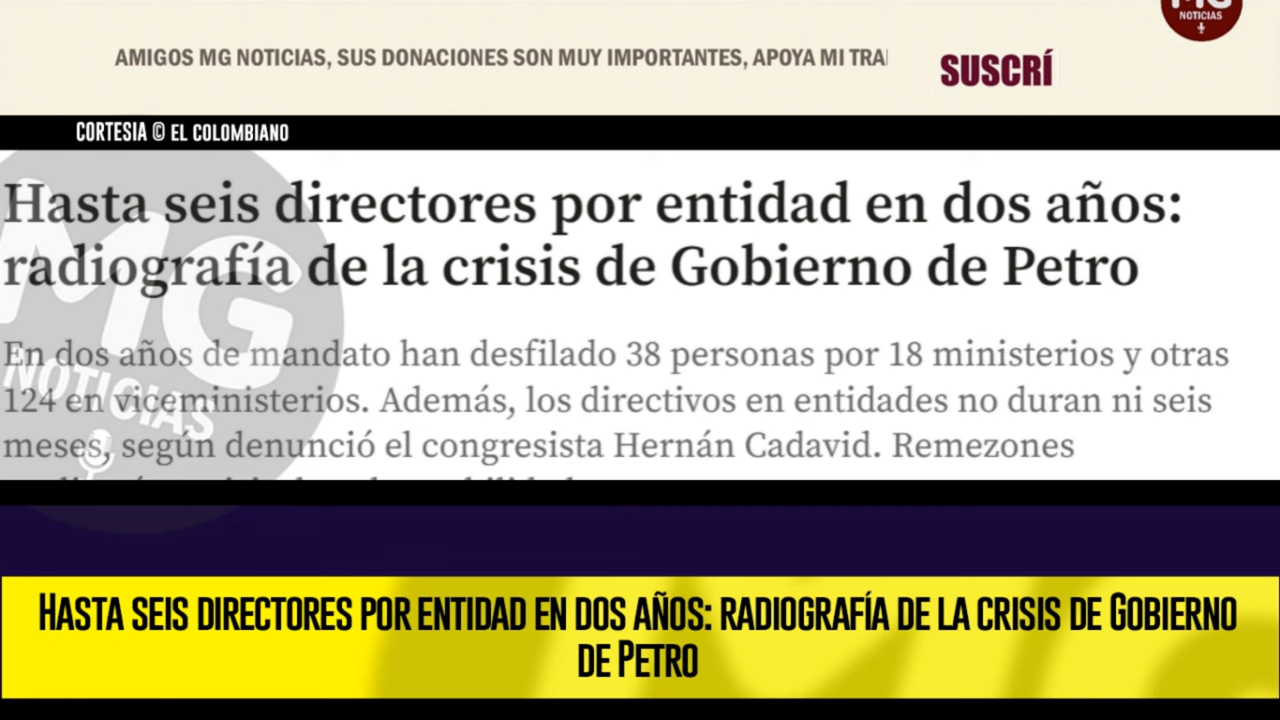 MG
NOTICIAS
AMIGOS MG NOTICIAS, SUS DONACIONES SON MUY IMPORTANTES, APOYA MI TRA
SUSCRÍ
CORTESIA © EL COLOMBIANO
Hasta seis directores por entidad en dos años:
radiografía de la crisis de Gobierno de Petro
MG
NOTICIAS
En dos años de mandato han desfilado 38 personas por 18 ministerios y otras
124 en viceministerios. Además, los directivos en entidades no duran ni seis
meses, según denunció el congresista Hernán Cadavid. Remezones
HASTA SEIS DIRECTORES POR ENTIDAD EN DOS AÑOS: RADIOGRAFÍA DE LA CRISIS DE GOBIERNO
DE PETRO